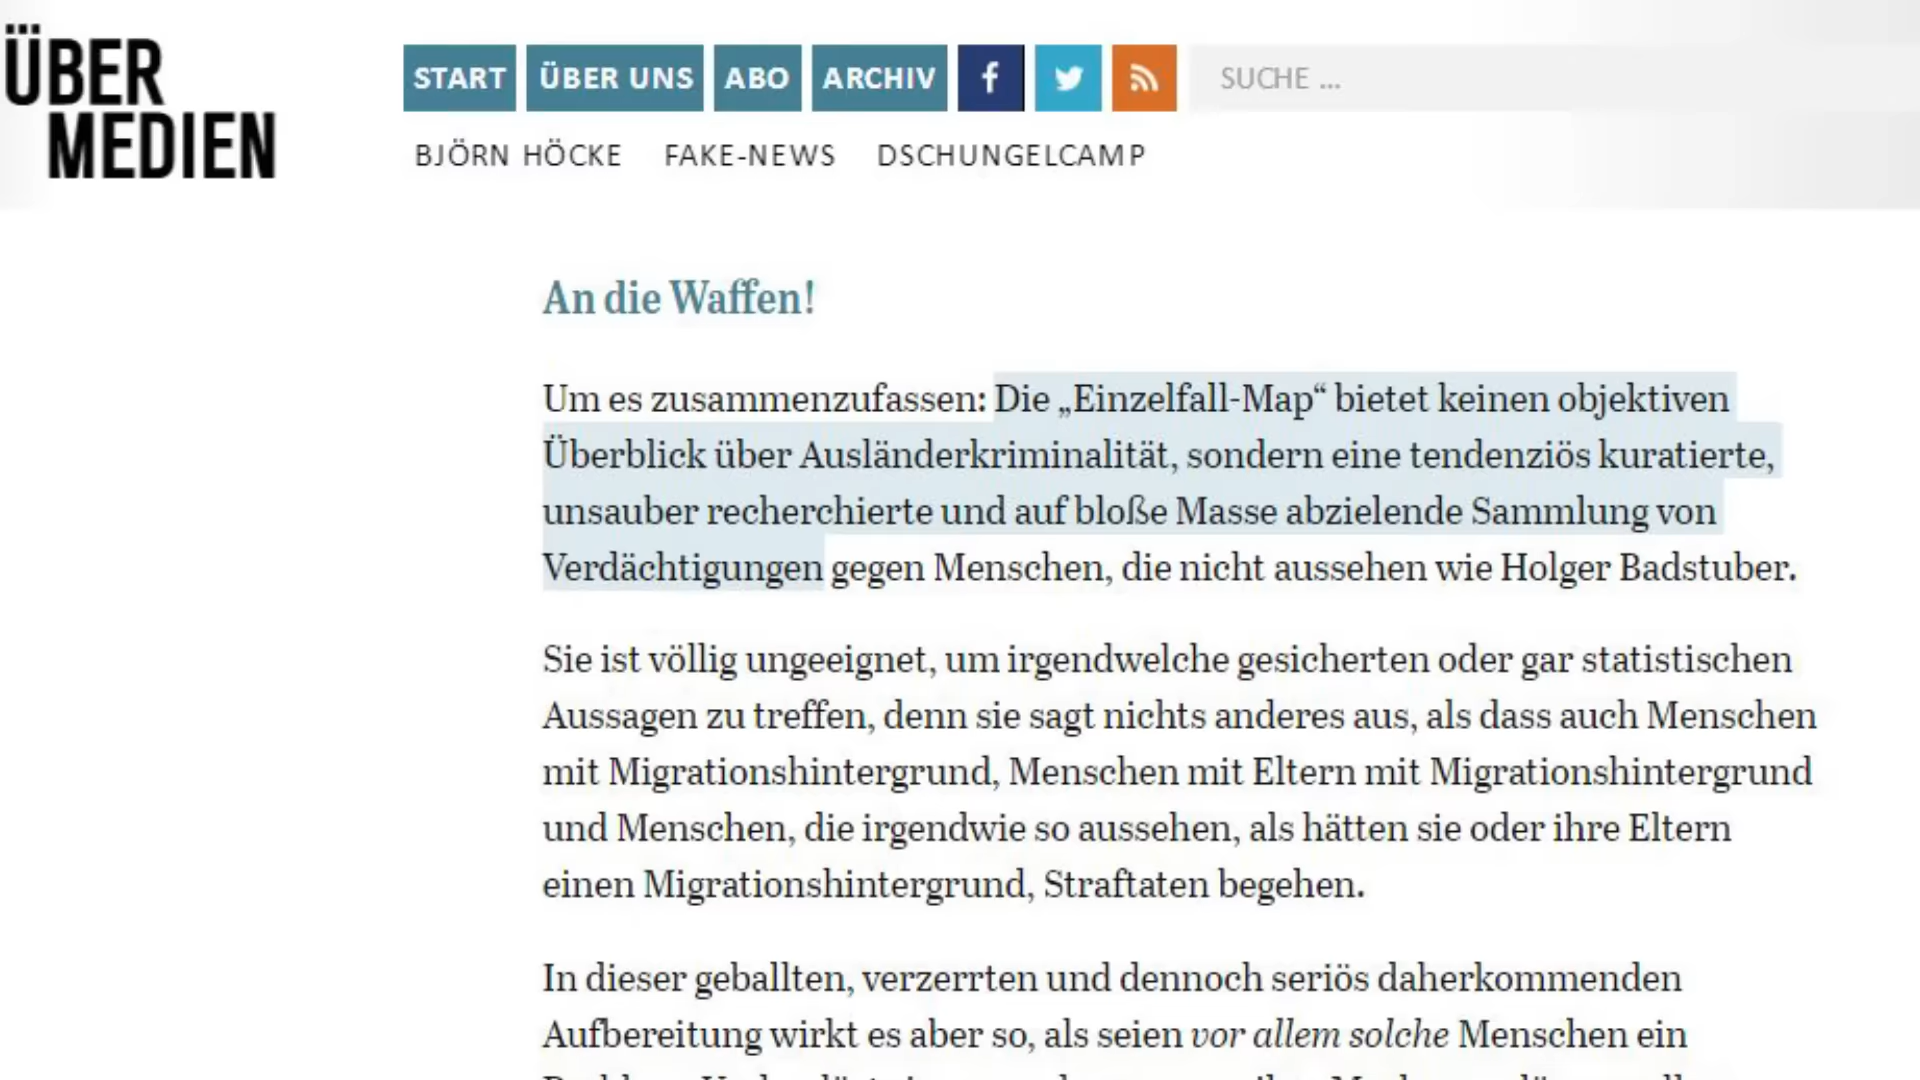 ÜBER
MEDIEN
START ÜBER UNS ABO ARCHIV f SUCHE ...
BJÖRN HÖCKE FAKE-NEWS DSCHUNGELCAMP
An die Waffen!
Um es zusammenzufassen: Die „Einzelfall-Map“ bietet keinen objektiven
Überblick über Ausländerkriminalität, sondern eine tendenziös kuratierte,
unsauber recherchierte und auf bloße Masse abzielende Sammlung von
Verdächtigungen gegen Menschen, die nicht aussehen wie Holger Badstuber.
Sie ist völlig ungeeignet, um irgendwelche gesicherten oder gar statistischen
Aussagen zu treffen, denn sie sagt nichts anderes aus, als dass auch Menschen
mit Migrationshintergrund, Menschen mit Eltern mit Migrationshintergrund
und Menschen, die irgendwie so aussehen, als hätten sie oder ihre Eltern
einen Migrationshintergrund, Straftaten begehen.
In dieser geballten, verzerrten und dennoch seriös daherkommenden
Aufbereitung wirkt es aber so, als seien vor allem solche Menschen ein